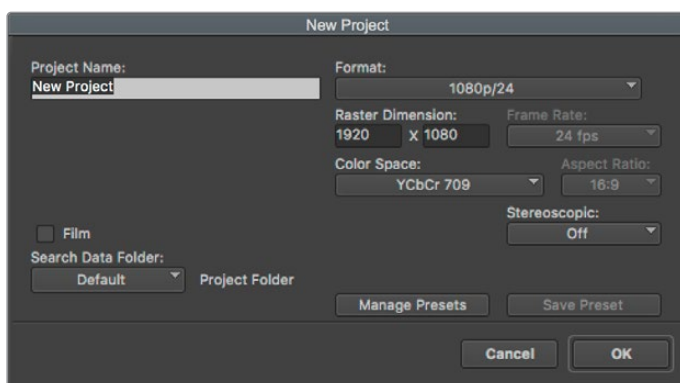 New Project
Project Name:
New Project
Format:
1080p/24
Raster Dimension:
1920 X 1080
Frame Rate:
24 fps
Color Space:
YCbCr 709
Aspect Ratio:
16:9
Stereoscopic:
Off
Film
Search Data Folder:
Default
Project Folder
Manage Presets
Save Preset
Cancel
OK